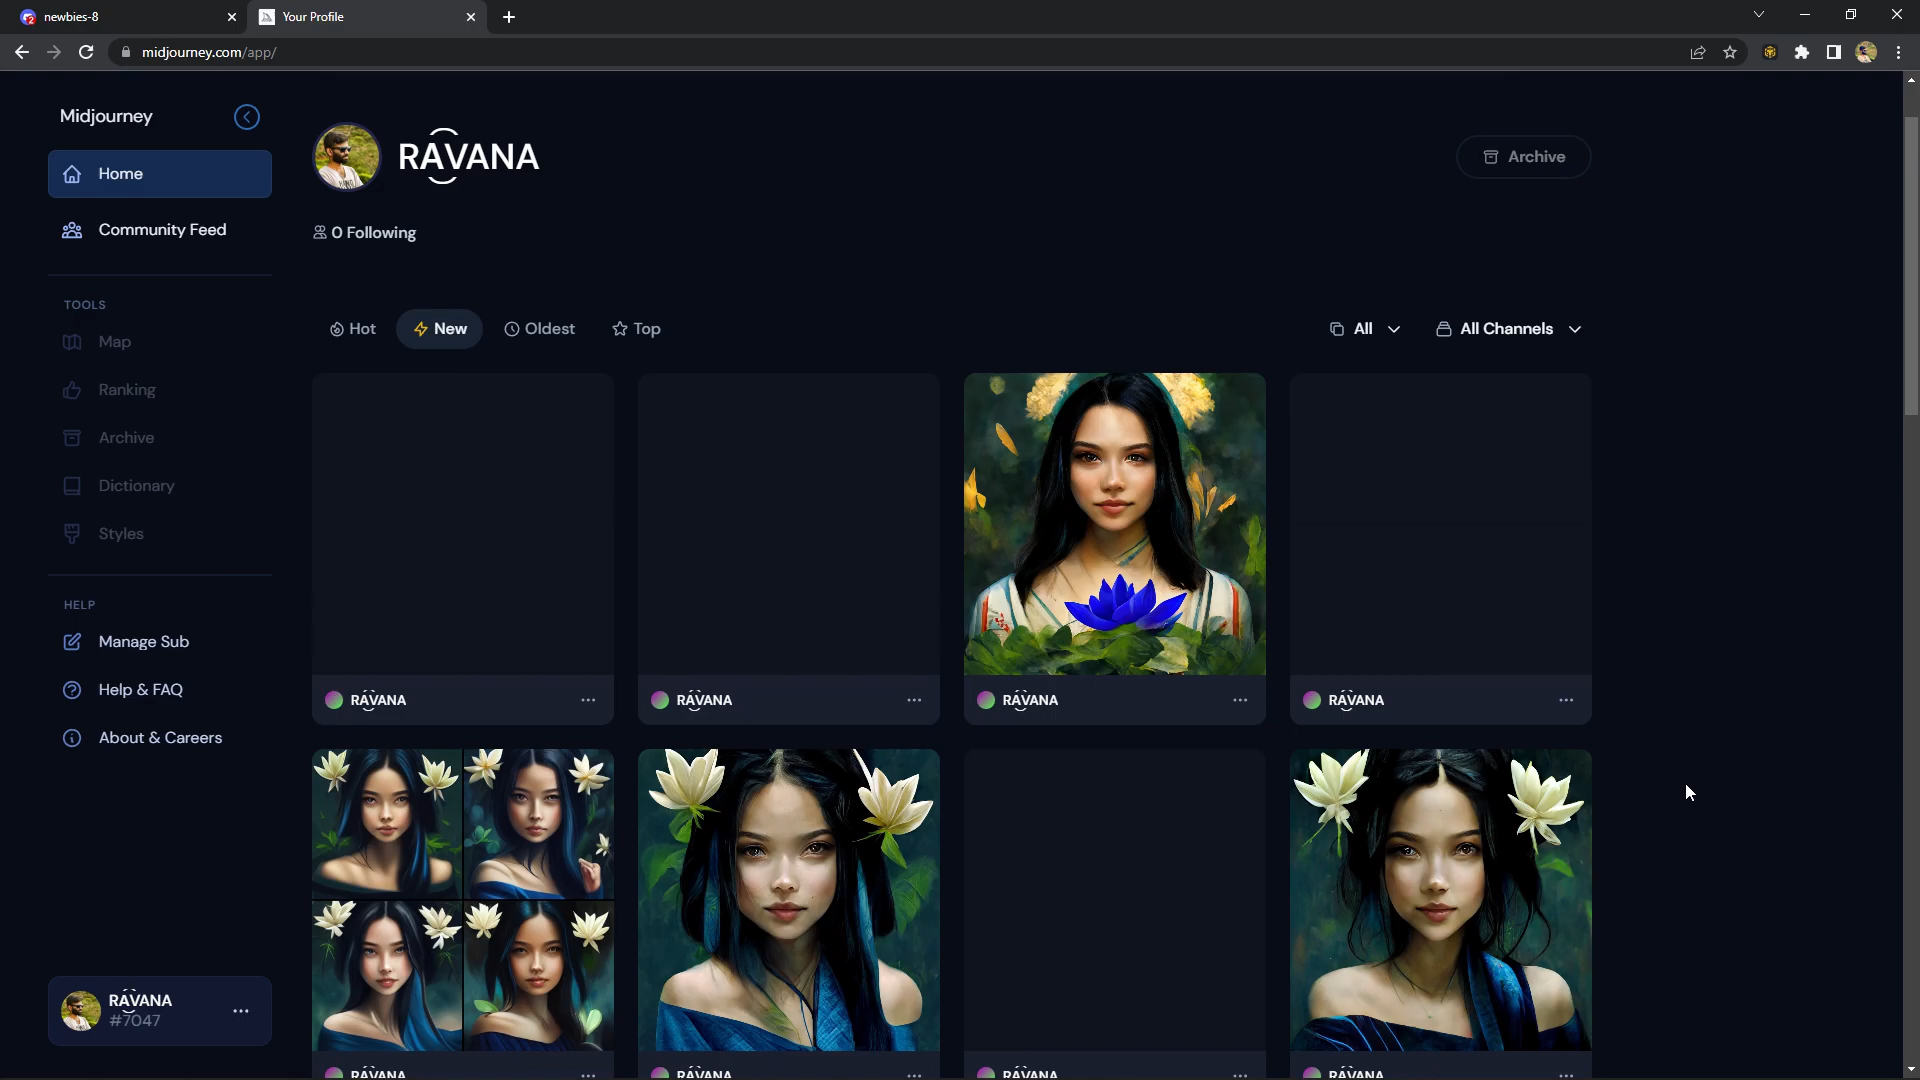 newbies-8
Your Profile
midjourney.com/app/
Midjourney
Home
Community Feed
TOOLS
Map
Ranking
Archive
Dictionary
Styles
HELP
Manage Sub
Help & FAQ
About & Careers
RAVANA
#7047
RAVANA
Archive
0 Following
Hot
New
Oldest
Top
All
All Channels
RAVANA
RAVANA
RAVANA
RAVANA
RAVANA
RAVANA
RAVANA
RAVANA